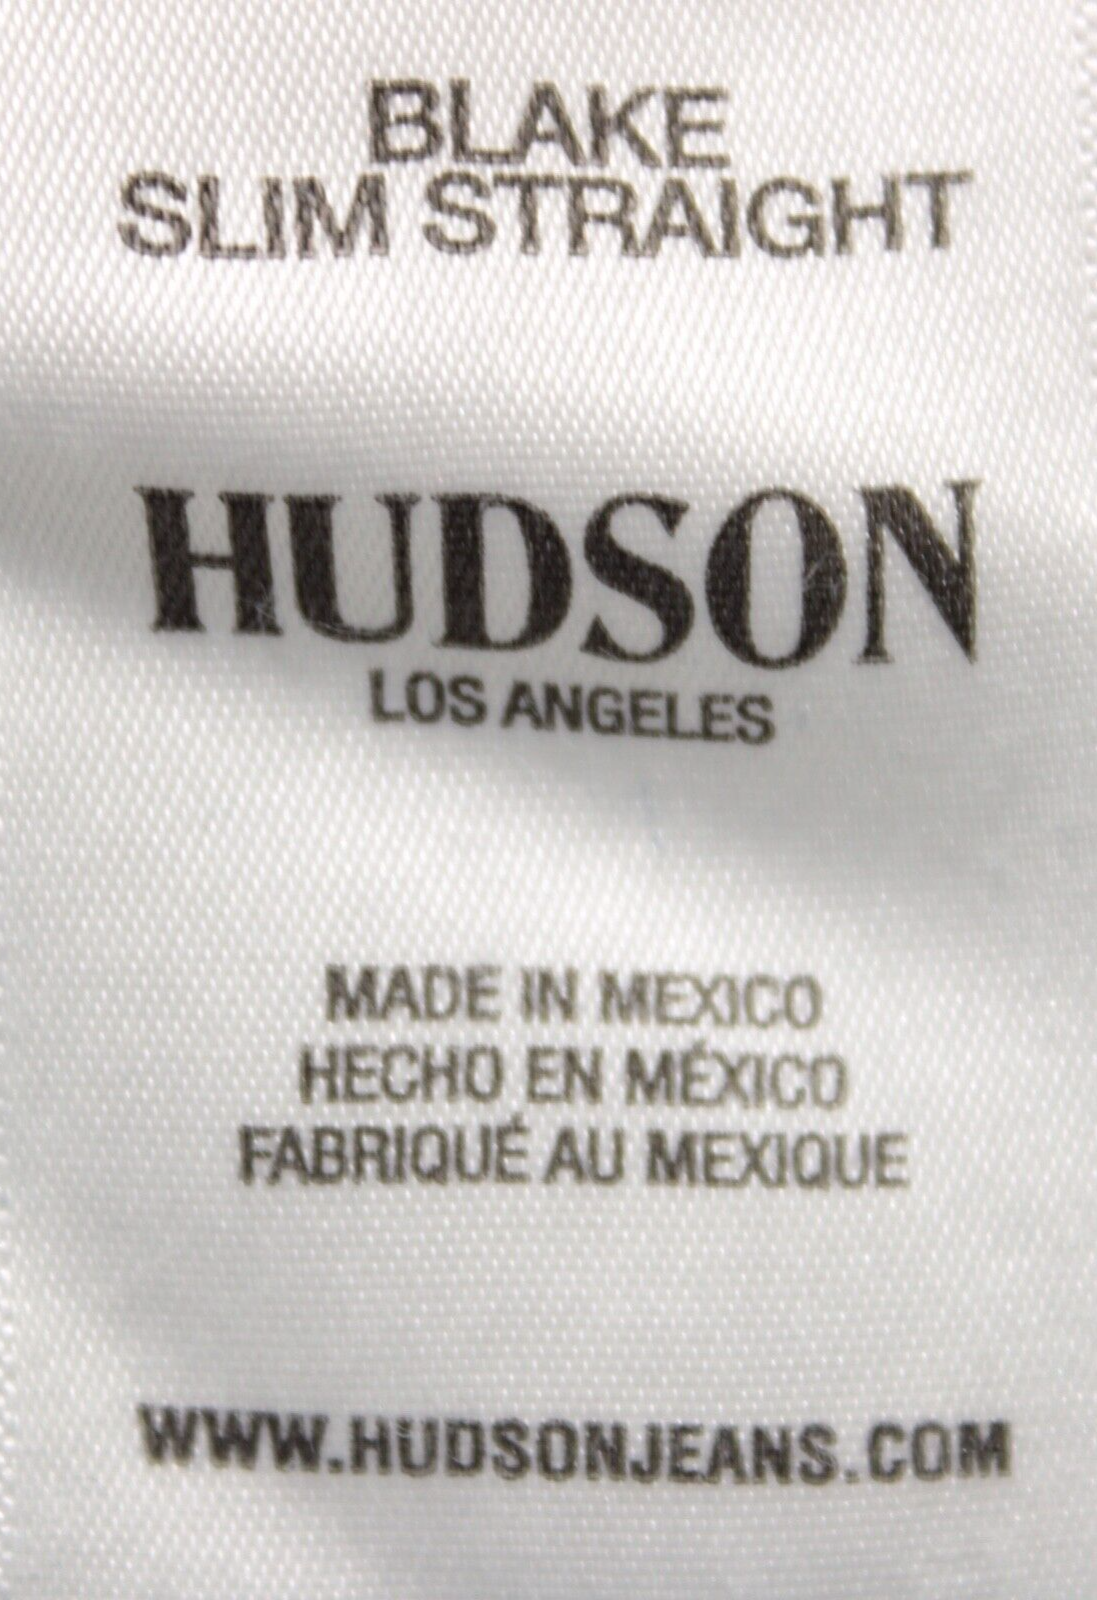 BLAKE
SLIM STRAIGHT
HUDSON
LOS ANGELES
MADE IN MEXICO
HECHO EN MÉXICO
FABRIQUÉ AU MEXIQUE
WWW.HUDSONJEANS.COM